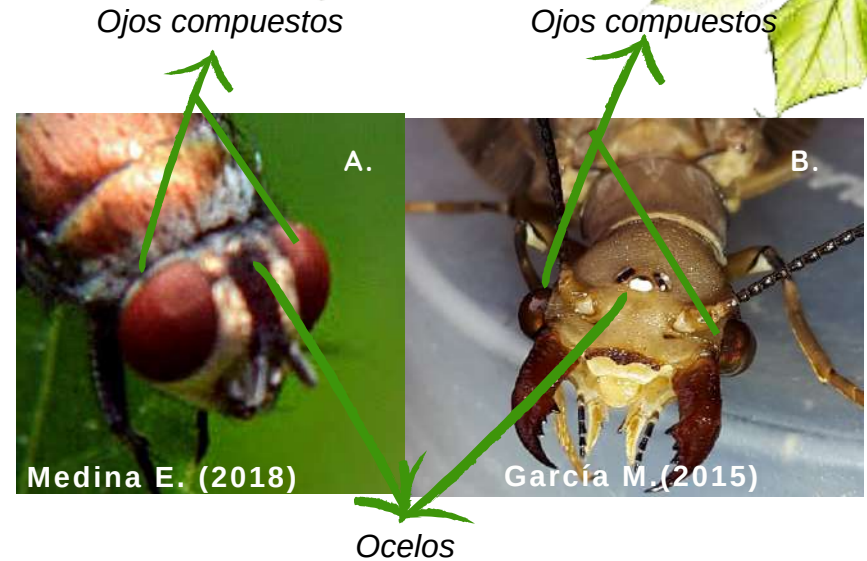 Ojos compuestos
Ojos compuestos
A.
B.
Medina E. (2018)
García M.(2015)
Ocelos